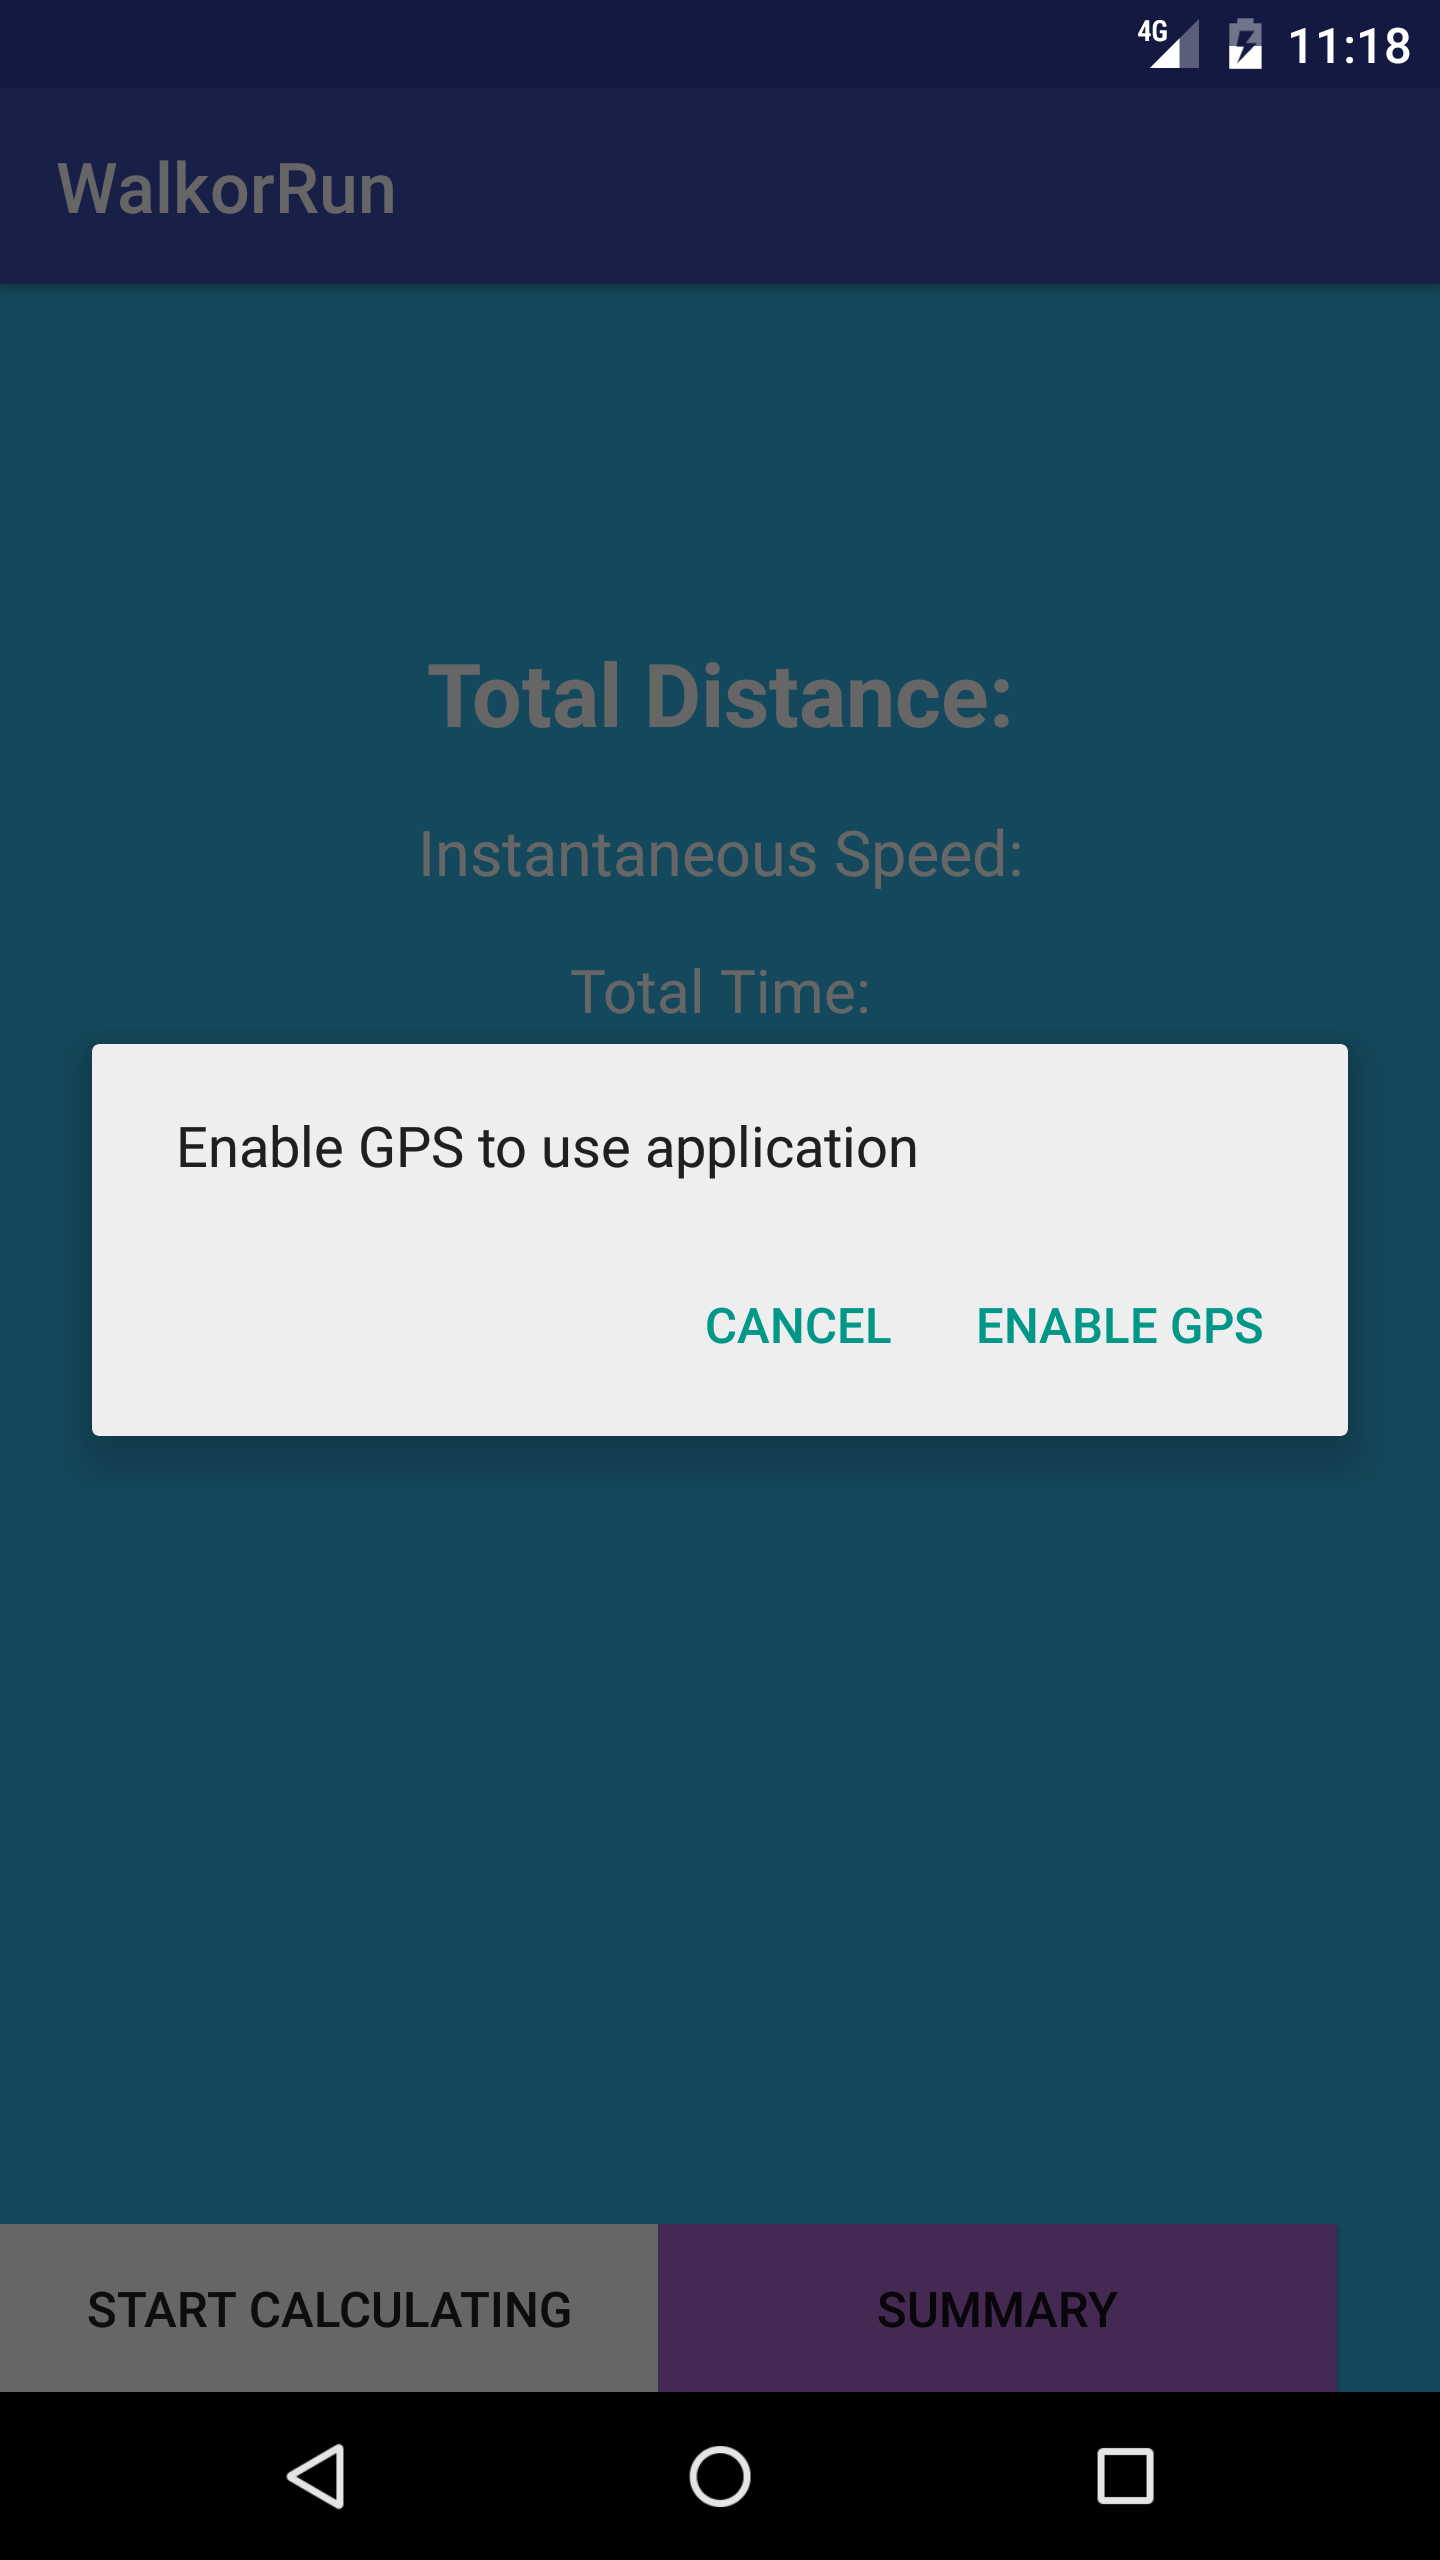 4G 11:18
WalkorRun
Total Distance:
Instantaneous Speed:
Total Time:
Enable GPS to use application
CANCEL ENABLE GPS
START CALCULATING SUMMARY